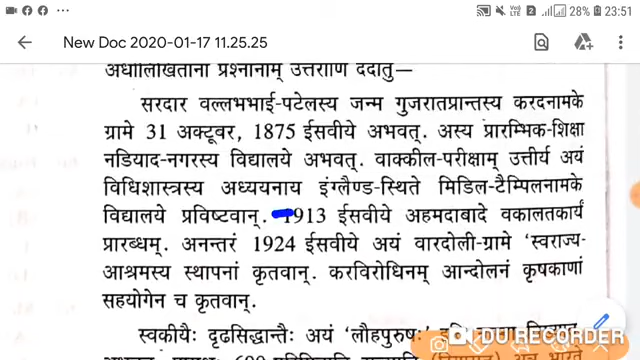 28% 23:51
New Doc 2020-01-17 11.25.25
अधोलिखितानां प्रश्नानाम् उत्तराणि ददातु—
सरदार वल्लभभाई-पटेलस्य जन्म गुजरातप्रान्तस्य करदनामके
ग्रामे 31 अक्टूबर, 1875 ईसवीये अभवत्. अस्य प्रारम्भिक-शिक्षा
नडियाद-नगरस्य विद्यालये अभवत्. वाक्कील-परीक्षाम् उत्तीर्य अयं
विधिशास्त्रस्य अध्ययनाय इंग्लैण्ड-स्थिते मिडिल-टैम्पिलनामके
विद्यालये प्रविष्टवान्. 1913 ईसवीये अहमदाबादे वकालतकार्यं
प्रारब्धम्. अनन्तरं 1924 ईसवीये अयं वारदोली-ग्रामे 'स्वराज्य-
आश्रमस्य स्थापनां कृतवान्. करविरोधिनम् आन्दोलनं कृषकाणां
सहयोगेन च कृतवान्.
स्वकीयैः दृढसिद्धान्तैः अयं 'लौहपुरुषः'
DU RECORDER